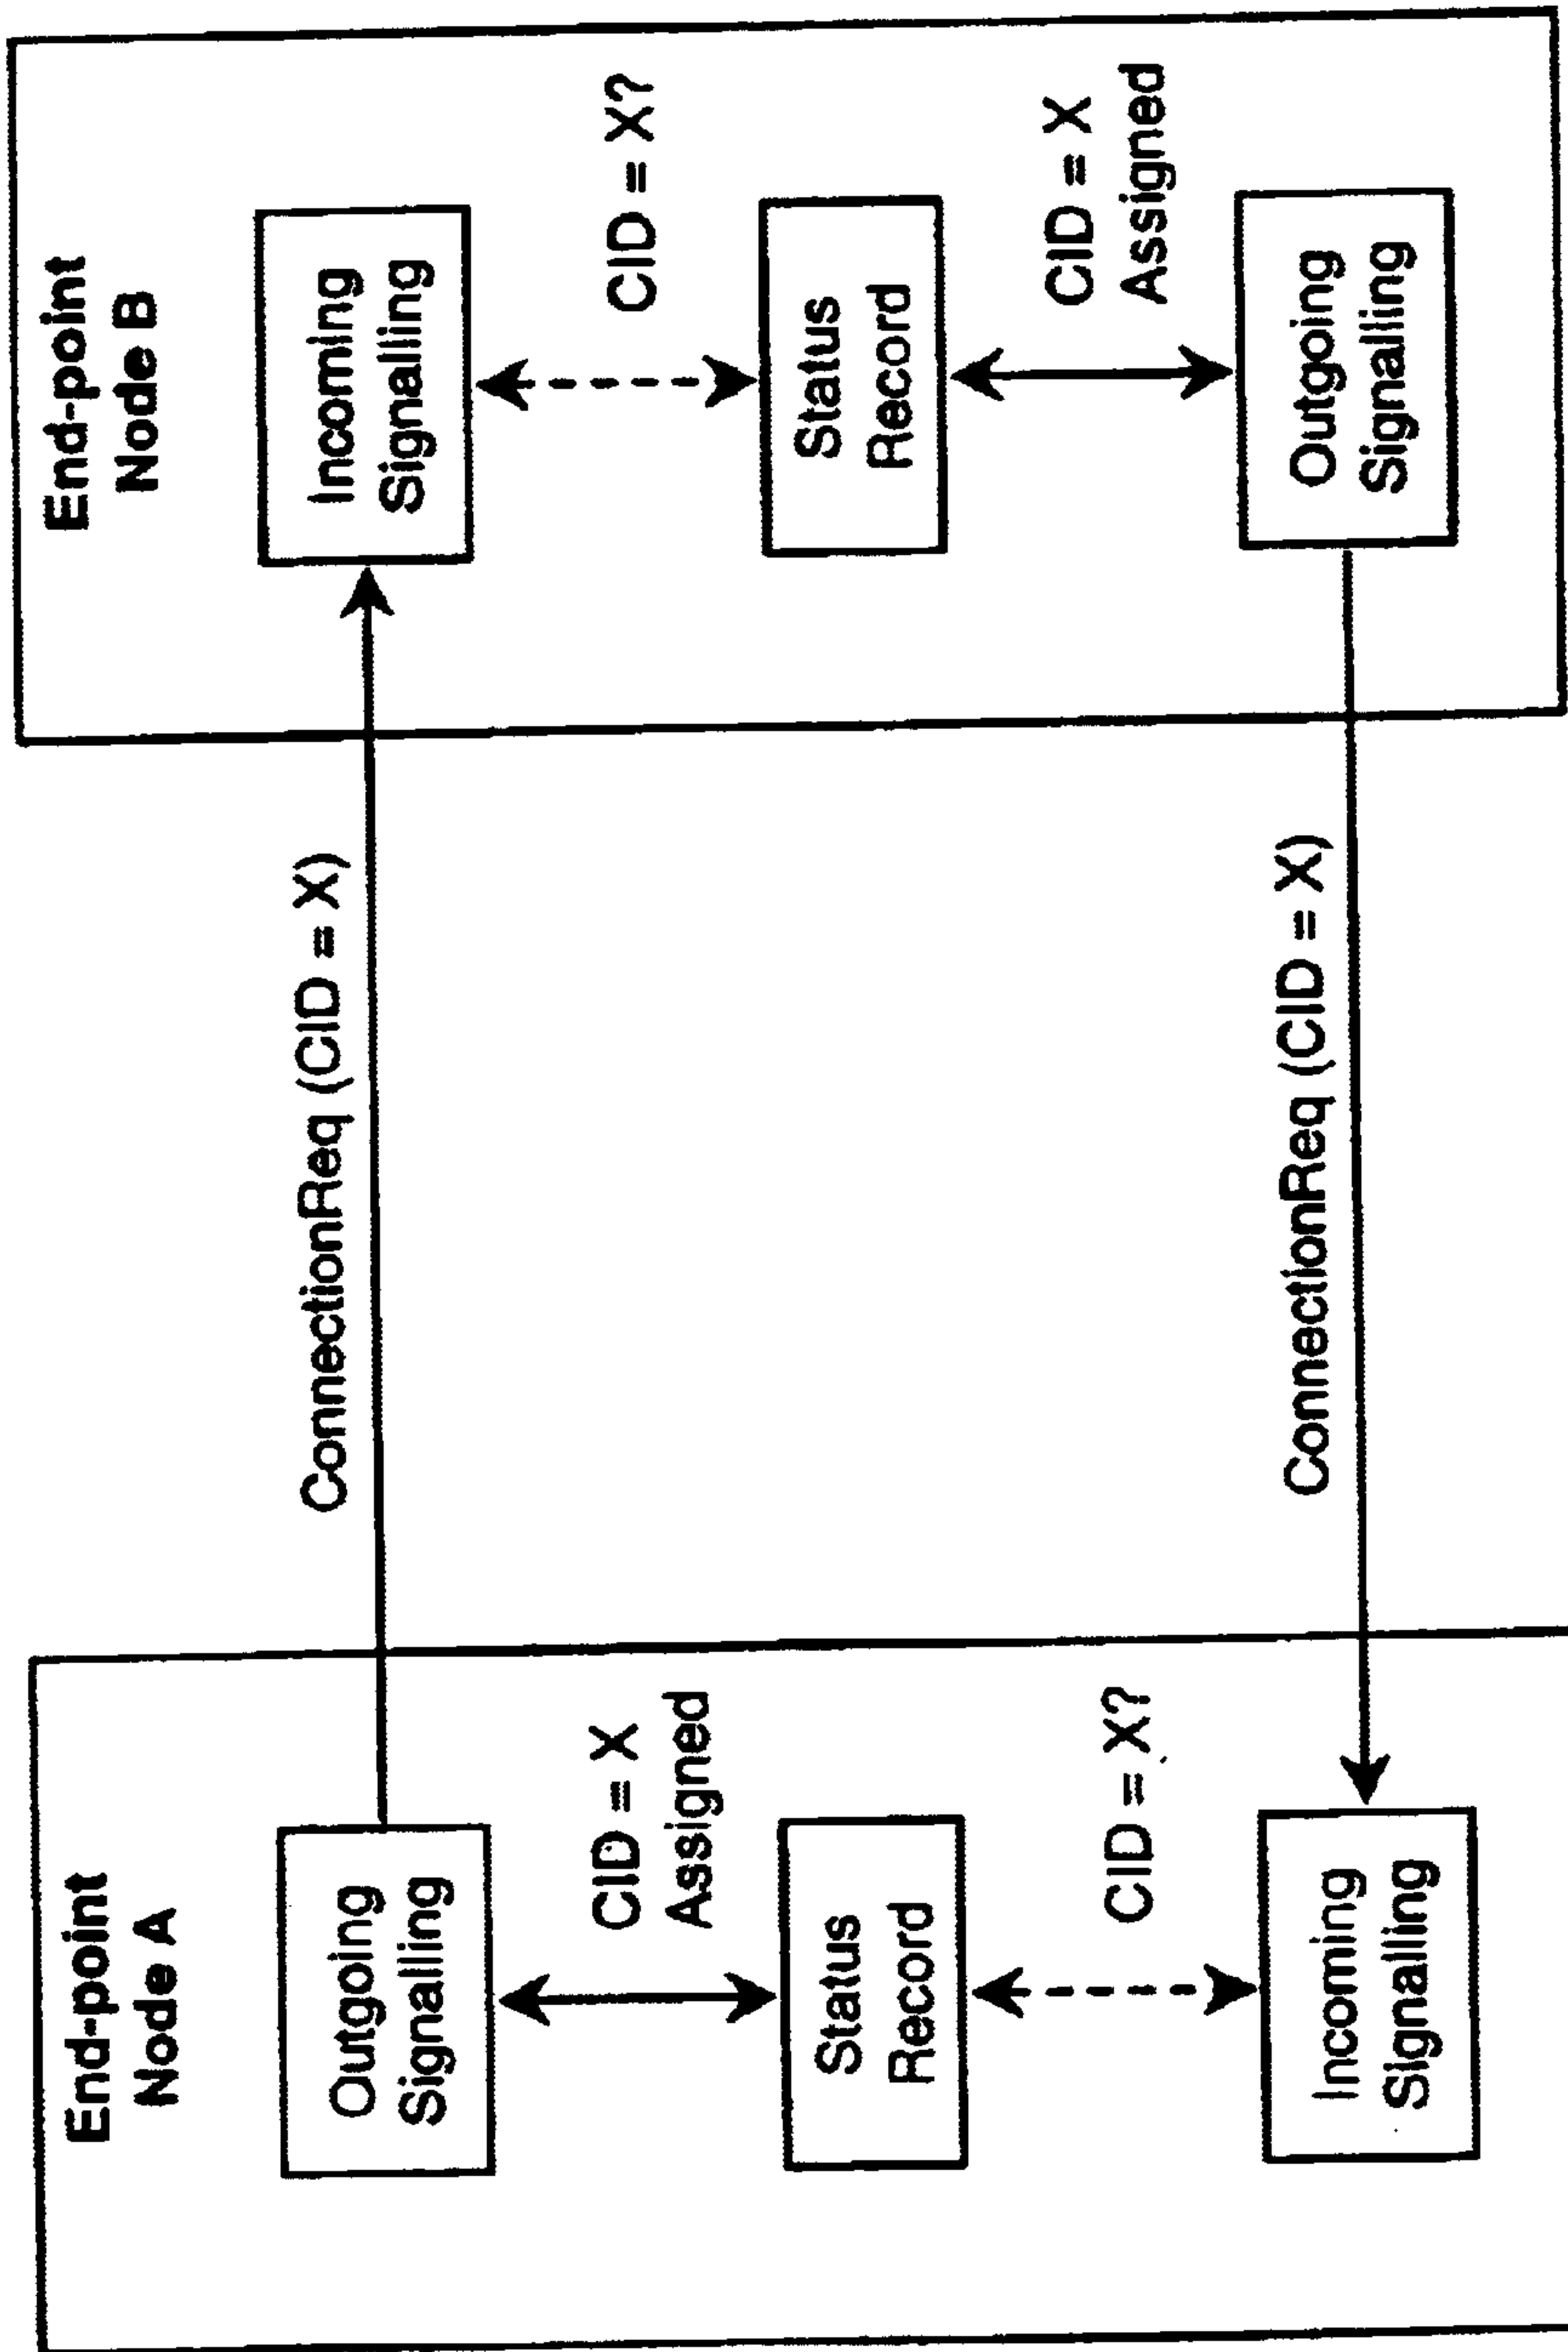 End-point
Node A
Outgoing
Signalling
CID = X
Assigned
Status
Record
CID = X?
Incoming
Signalling
ConnectionReq (CID = X)
ConnectionReq (CID = X)
End-point
Node B
Incoming
Signalling
CID = X?
Status
Record
CID = X
Assigned
Outgoing
Signalling